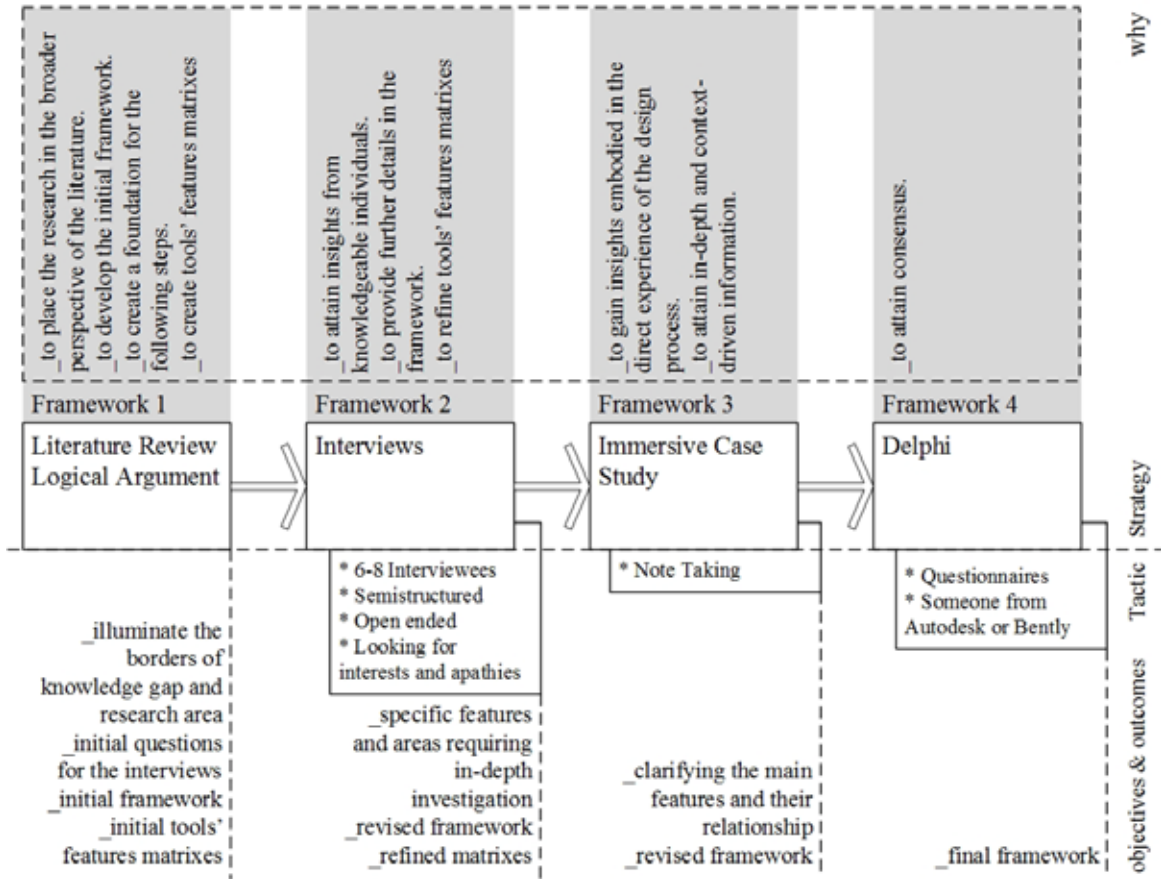 _to place the research in the broader
perspective of the literature.
_to develop the initial framework.
_to create a foundation for the
following steps.
_to create tools' features matrixes
_to attain insights from
knowledgeable individuals.
_to provide further details in the
framework.
_to refine tools' features matrixes
_to gain insights embodied in the
direct experience of the design
process.
_to attain in-depth and context-
driven information.
_to attain consensus.
why
Framework 1
Framework 2
Framework 3
Framework 4
Literature Review
Logical Argument
Interviews
Immersive Case
Study
Delphi
Strategy
* 6-8 Interviewees
* Semistructured
* Open ended
* Looking for
interests and apathies
* Note Taking
* Questionnaires
* Someone from
Autodesk or Bently
Tactic
_illuminate the
borders of
knowledge gap and
research area
_initial questions
for the interviews
_initial framework
_initial tools'
features matrixes
_specific features
and areas requiring
in-depth
investigation
_revised framework
_refined matrixes
_clarifying the main
features and their
relationship
_revised framework
_final framework
objectives & outcomes